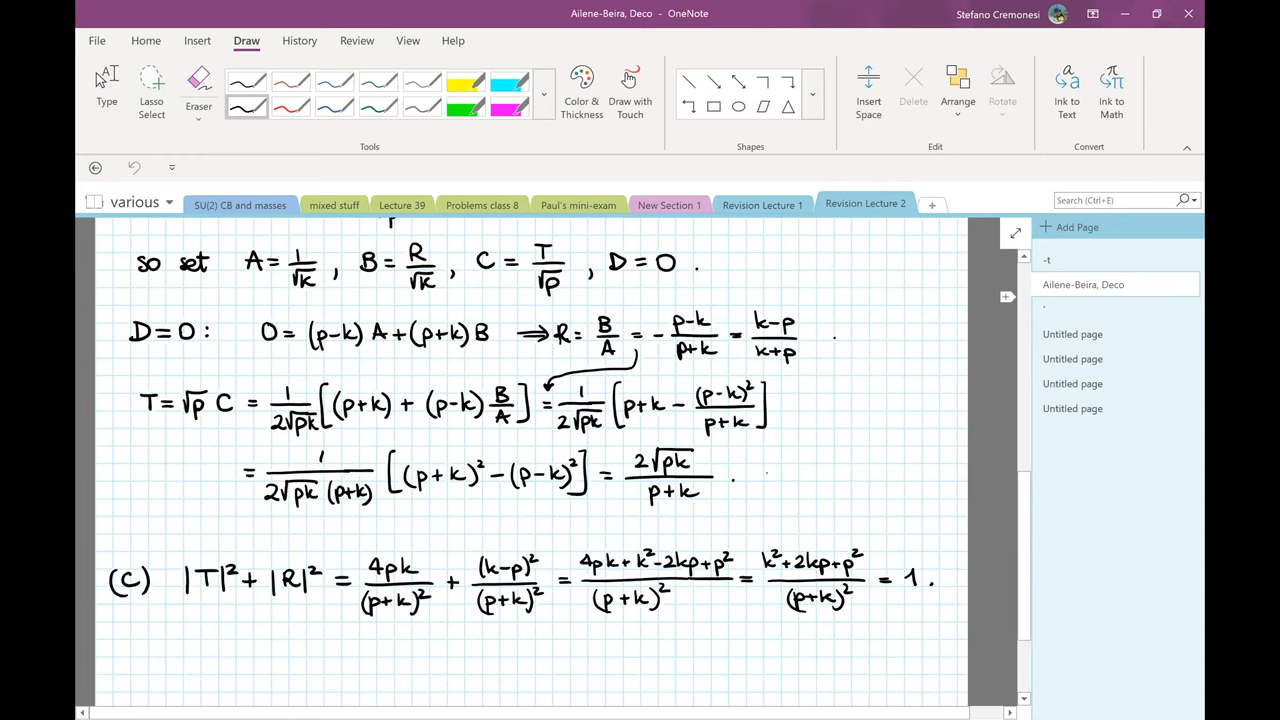 Ailene-Beira, Deco - OneNote
Stefano Cremonesi
File Home Insert Draw History Review View Help
Type
Lasso Select
Eraser
Color & Thickness
Draw with Touch
Insert Space
Delete
Arrange
Rotate
Ink to Text
Ink to Math
Tools Shapes Edit Convert
various SU(2) CB and masses mixed stuff Lecture 39 Problems class 8 Paul's mini-exam New Section 1 Revision Lecture 1 Revision Lecture 2
Search (Ctrl+E)
Add Page
-t
Ailene-Beira, Deco
'
Untitled page
Untitled page
Untitled page
Untitled page
so set A = 1/√k , B = R/√k , C = T/√p , D = 0 .
D = 0 : 0 = (p-k) A + (p+k) B ⟹ R = B/A = - (p-k)/(p+k) = (k-p)/(k+p) .
T = √p C = 1/(2√pk) [(p+k) + (p-k) B/A] = 1/(2√pk) [p+k - (p-k)²/(p+k)]
= 1/(2√pk (p+k)) [(p+k)² - (p-k)²] = 2√pk/(p+k) .
(C) |T|² + |R|² = 4pk/(p+k)² + (k-p)²/(p+k)² = (4pk + k² - 2kp + p²)/(p+k)² = (k² + 2kp + p²)/(p+k)² = 1 .